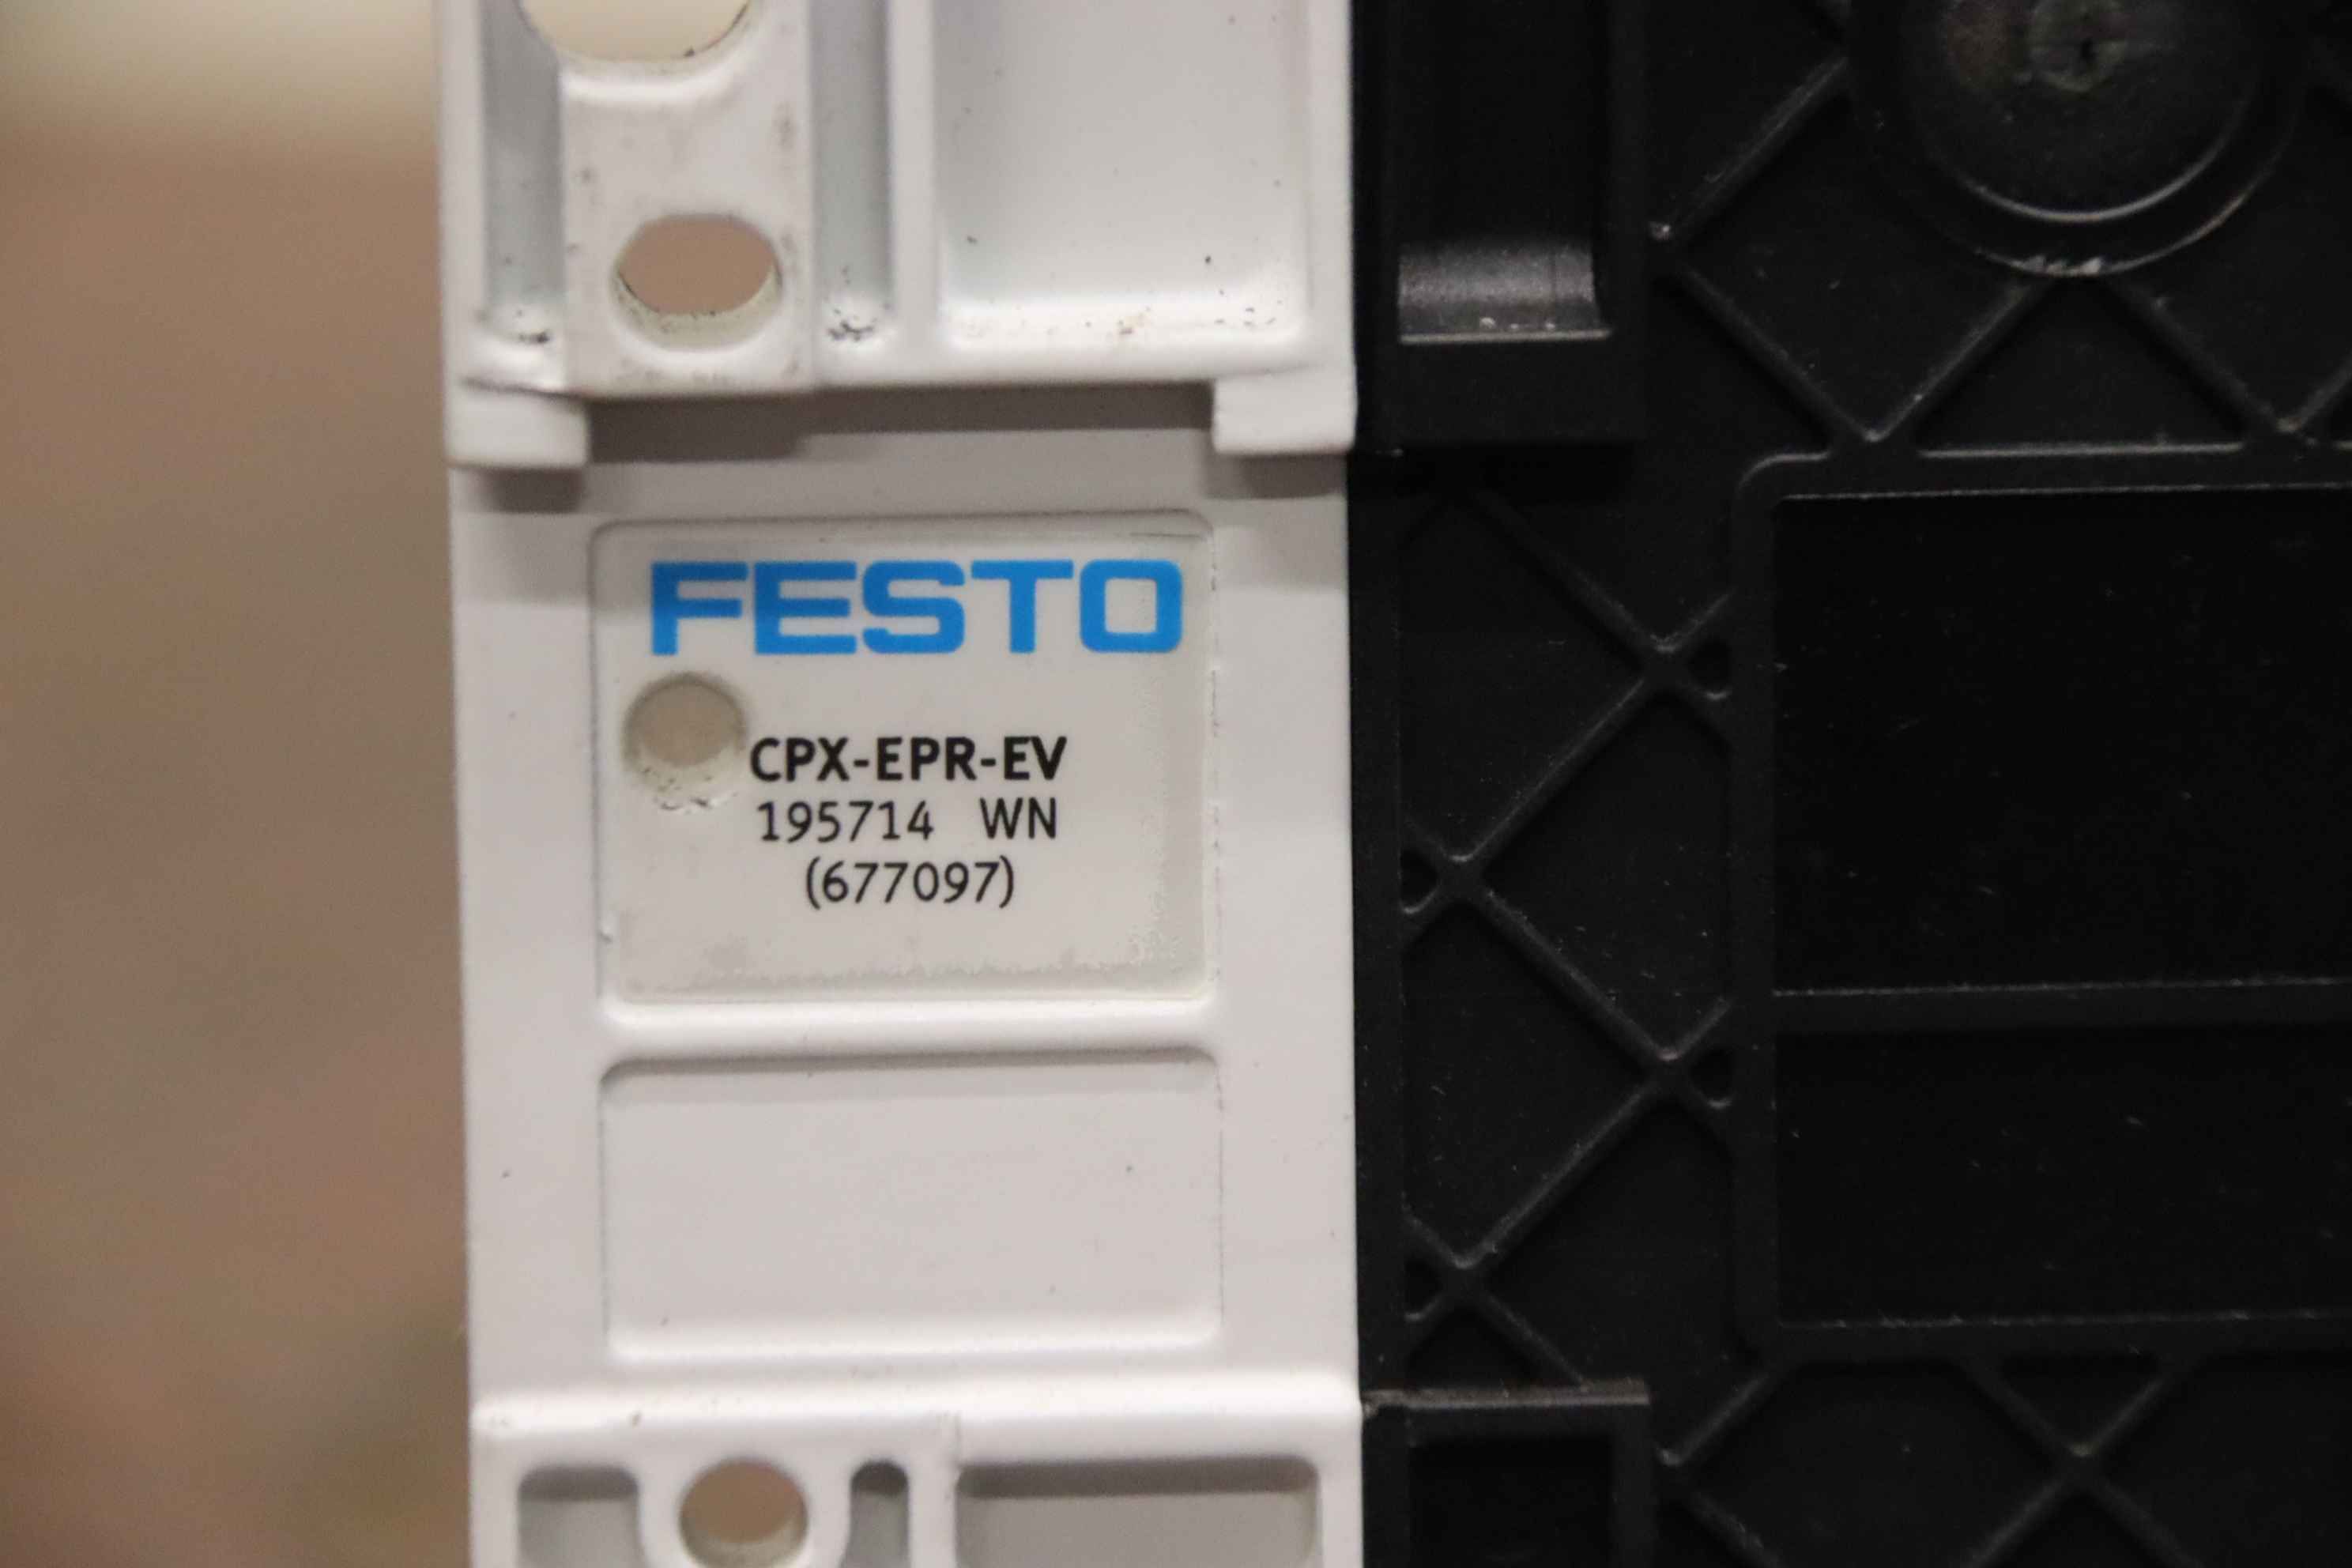 FESTO
CPX-EPR-EV
195714 WN
(677097)